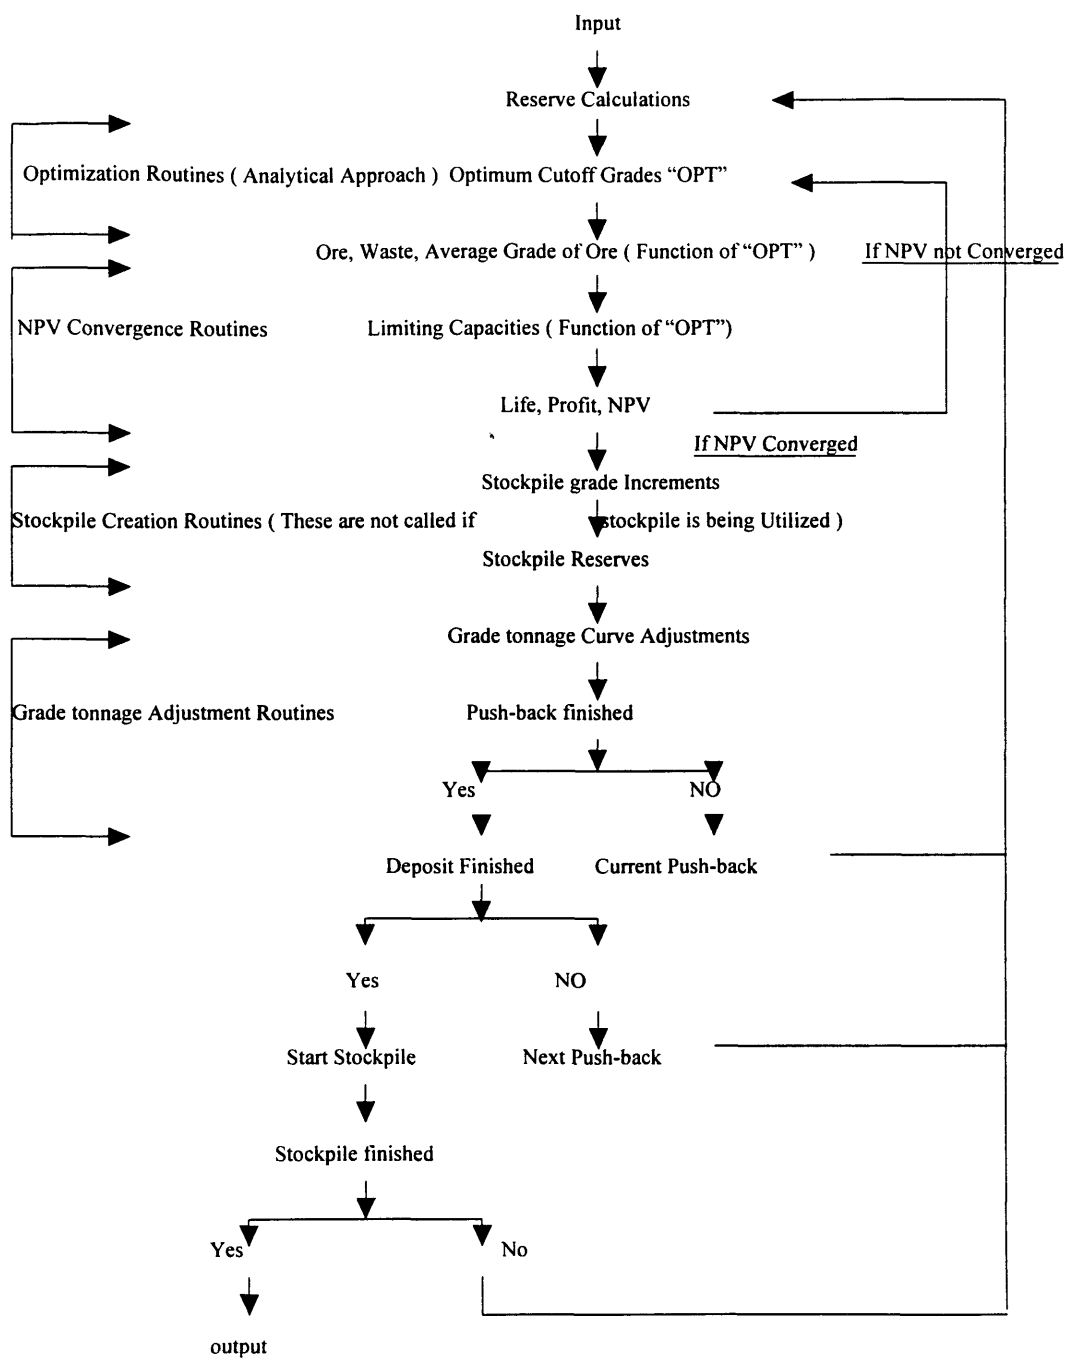 Input
Reserve Calculations
Optimization Routines ( Analytical Approach ) Optimum Cutoff Grades “OPT”
Ore, Waste, Average Grade of Ore ( Function of “OPT” ) If NPV not Converged
NPV Convergence Routines Limiting Capacities ( Function of “OPT”)
Life, Profit, NPV
If NPV Converged
Stockpile grade Increments
Stockpile Creation Routines ( These are not called if stockpile is being Utilized )
Stockpile Reserves
Grade tonnage Curve Adjustments
Grade tonnage Adjustment Routines Push-back finished
Yes NO
Deposit Finished Current Push-back
Yes NO
Start Stockpile Next Push-back
Stockpile finished
Yes No
output